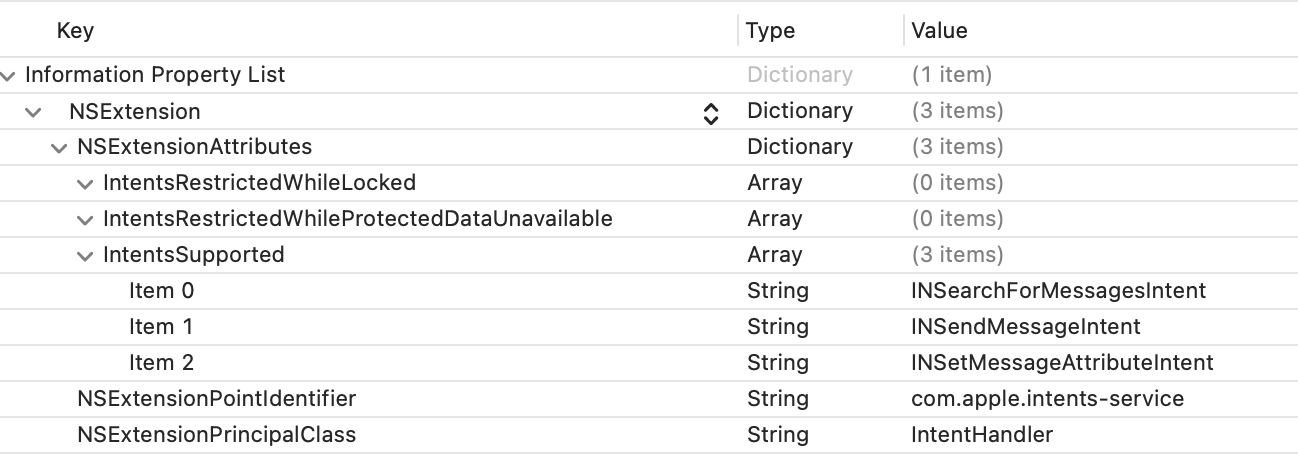 Key Type Value
Information Property List Dictionary (1 item)
NSExtension Dictionary (3 items)
NSExtensionAttributes Dictionary (3 items)
IntentsRestrictedWhileLocked Array (0 items)
IntentsRestrictedWhileProtectedDataUnavailable Array (0 items)
IntentsSupported Array (3 items)
Item 0 String INSearchForMessagesIntent
Item 1 String INSendMessageIntent
Item 2 String INSetMessageAttributeIntent
NSExtensionPointIdentifier String com.apple.intents-service
NSExtensionPrincipalClass String IntentHandler